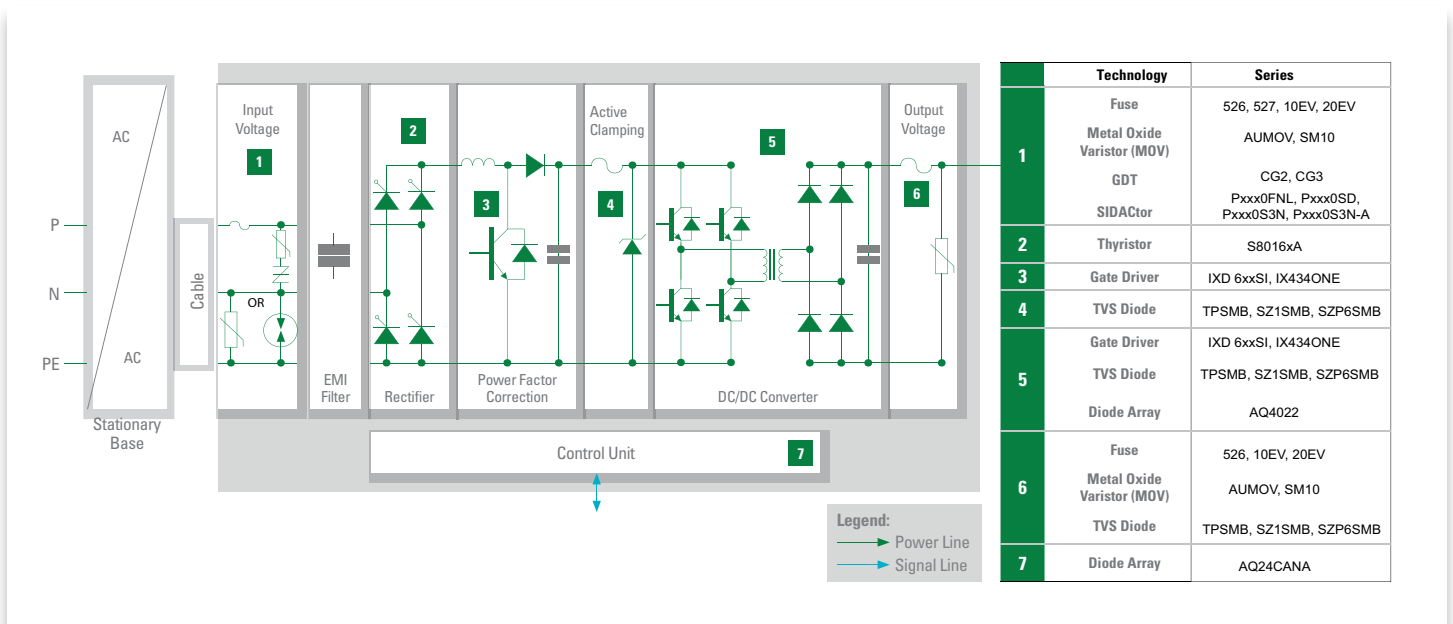 AC
AC
Stationary
Base
P
N
PE
Cable
Input
Voltage
1
OR
EMI
Filter
2
Rectifier
3
Power Factor
Correction
Active
Clamping
4
5
DC/DC Converter
Output
Voltage
6
Control Unit
7
Legend:
Power Line
Signal Line
Technology Series
1
Fuse 526, 527, 10EV, 20EV
Metal Oxide
Varistor (MOV)
AUMOV, SM10
GDT CG2, CG3
SIDACtor
Pxxx0FNL, Pxxx0SD,
Pxxx0S3N, Pxxx0S3N-A
2 Thyristor S8016xA
3 Gate Driver IXD 6xxSI, IX434ONE
4 TVS Diode TPSMB, SZ1SMB, SZP6SMB
5
Gate Driver IXD 6xxSI, IX434ONE
TVS Diode TPSMB, SZ1SMB, SZP6SMB
Diode Array AQ4022
6
Fuse 526, 10EV, 20EV
Metal Oxide
Varistor (MOV)
AUMOV, SM10
TVS Diode TPSMB, SZ1SMB, SZP6SMB
7 Diode Array AQ24CANA